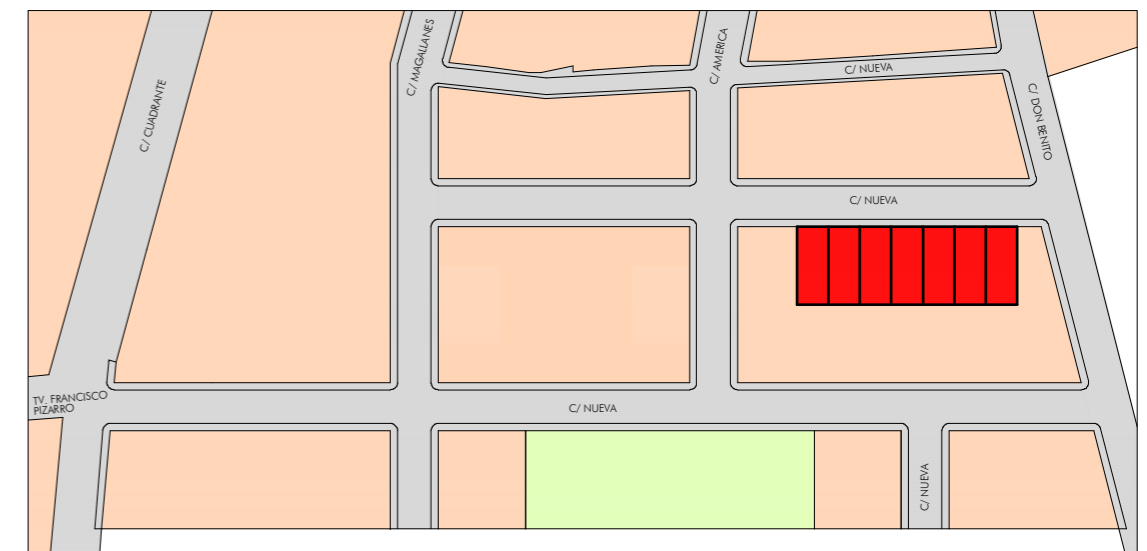 C/ CUADRANTE
C/ MAGALLANES
C/ AMERICA
C/ NUEVA
C/ DON BENITO
C/ NUEVA
TV. FRANCISCO
PIZARRO
C/ NUEVA
C/ NUEVA